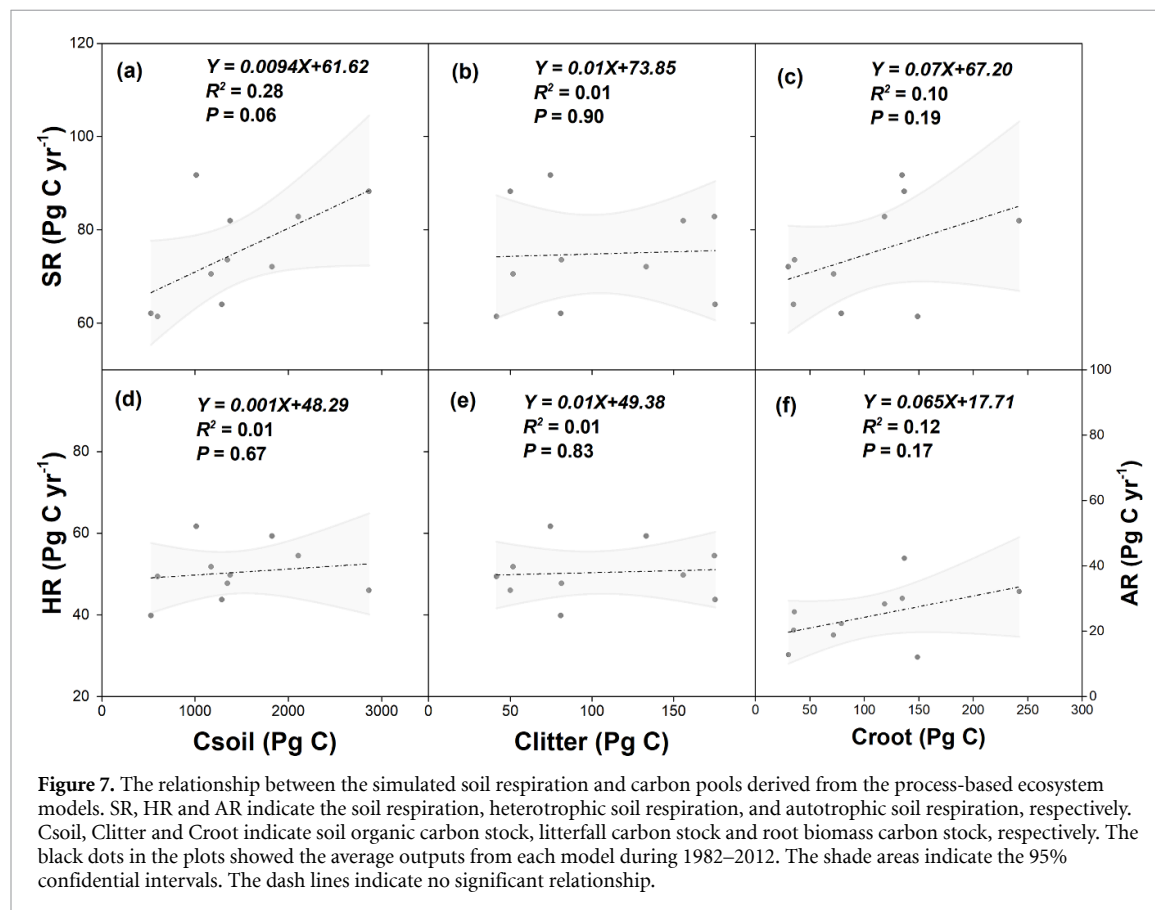 (a)
Y = 0.0094X+61.62
R² = 0.28
P = 0.06
(b)
Y = 0.01X+73.85
R² = 0.01
P = 0.90
(c)
Y = 0.07X+67.20
R² = 0.10
P = 0.19
120
100
80
60
SR (Pg C yr⁻¹)
(d)
Y = 0.001X+48.29
R² = 0.01
P = 0.67
(e)
Y = 0.01X+49.38
R² = 0.01
P = 0.83
(f)
Y = 0.065X+17.71
R² = 0.12
P = 0.17
80
60
40
20
HR (Pg C yr⁻¹)
100
80
60
40
20
0
AR (Pg C yr⁻¹)
0 1000 2000 3000
0 50 100 150
0 50 100 150 200 250 300
Csoil (Pg C)
Clitter (Pg C)
Croot (Pg C)
Figure 7. The relationship between the simulated soil respiration and carbon pools derived from the process-based ecosystem
models. SR, HR and AR indicate the soil respiration, heterotrophic soil respiration, and autotrophic soil respiration, respectively.
Csoil, Clitter and Croot indicate soil organic carbon stock, litterfall carbon stock and root biomass carbon stock, respectively. The
black dots in the plots showed the average outputs from each model during 1982–2012. The shade areas indicate the 95%
confidential intervals. The dash lines indicate no significant relationship.